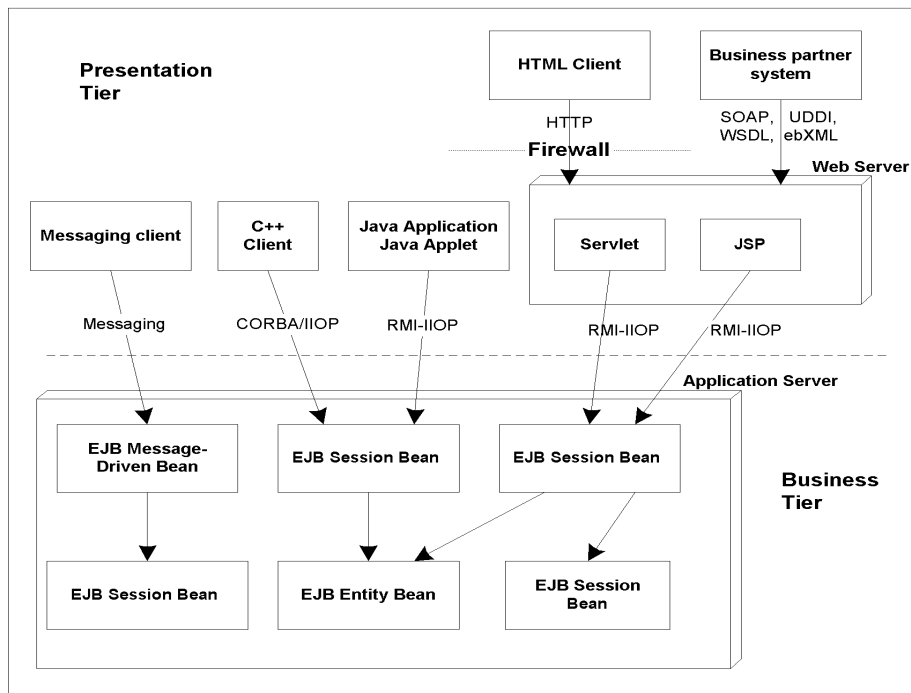 Presentation
Tier
HTML Client
Business partner
system
HTTP
SOAP, UDDI,
WSDL, ebXML
Firewall
Web Server
Messaging client
C++
Client
Java Application
Java Applet
Servlet
JSP
Messaging
CORBA/IIOP
RMI-IIOP
RMI-IIOP
RMI-IIOP
Application Server
EJB Message-
Driven Bean
EJB Session Bean
EJB Session Bean
Business
Tier
EJB Session Bean
EJB Entity Bean
EJB Session
Bean